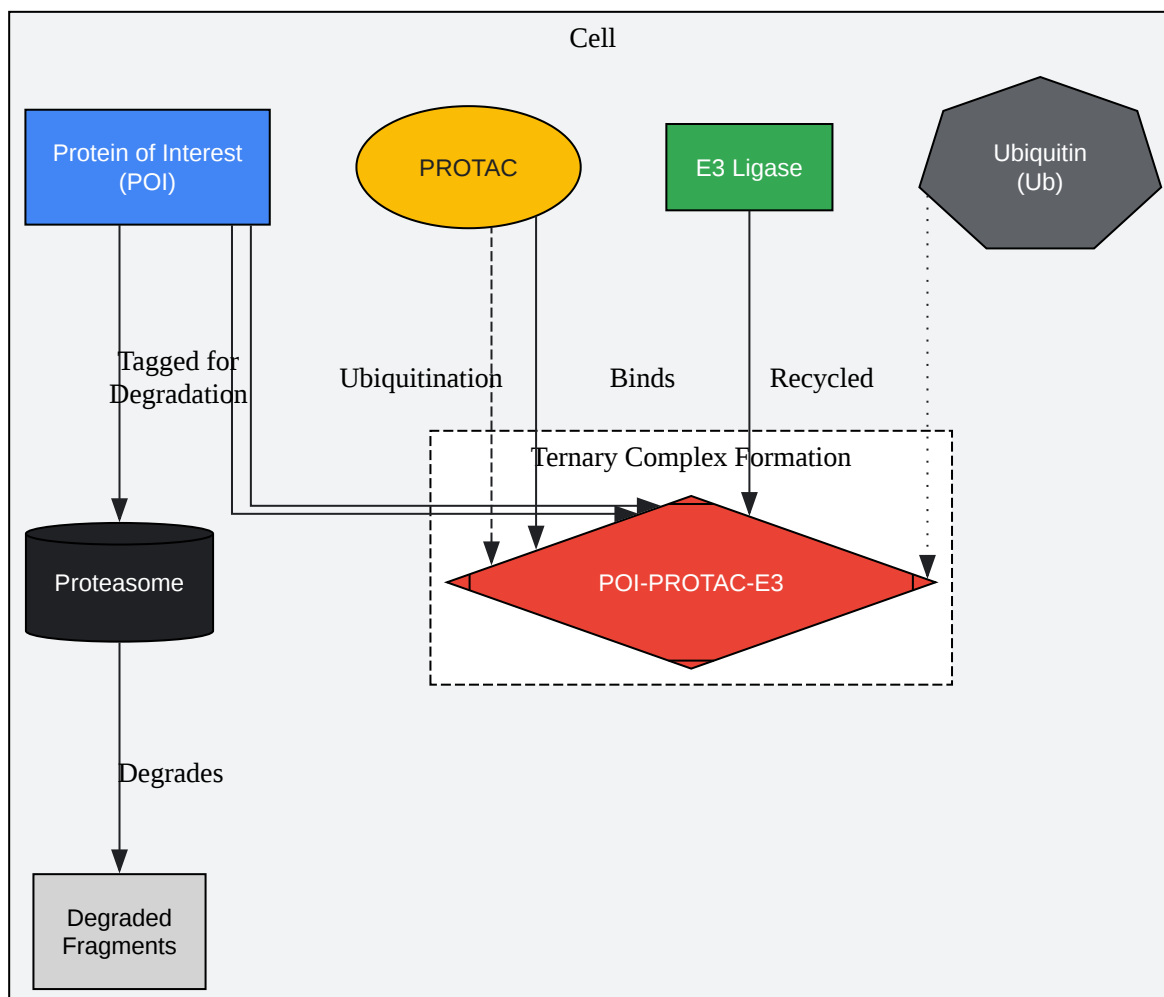 Cell
Protein of Interest
(POI)
PROTAC
E3 Ligase
Ubiquitin
(Ub)
Tagged for
Degradation
Ubiquitination
Binds
Recycled
Ternary Complex Formation
Proteasome
POI-PROTAC-E3
Degrades
Degraded
Fragments